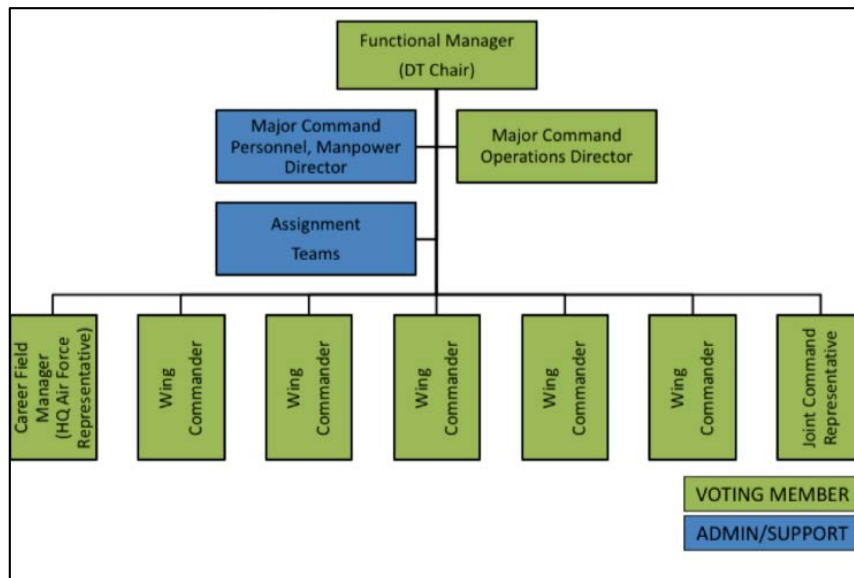 Functional Manager
(DT Chair)
Major Command
Personnel, Manpower
Director
Major Command
Operations Director
Assignment
Teams
Career Field
Manager
(HQ Air Force
Representative)
Wing
Commander
Wing
Commander
Wing
Commander
Wing
Commander
Wing
Commander
Joint Command
Representative
VOTING MEMBER
ADMIN/SUPPORT